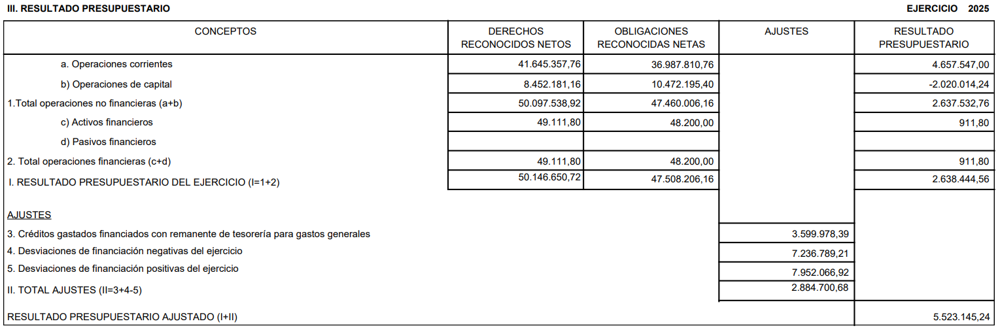 III. RESULTADO PRESUPUESTARIO EJERCICIO 2025
CONCEPTOS DERECHOS RECONOCIDOS NETOS OBLIGACIONES RECONOCIDAS NETAS AJUSTES RESULTADO PRESUPUESTARIO
a. Operaciones corrientes 41.645.357,76 36.987.810,76 4.657.547,00
b) Operaciones de capital 8.452.181,16 10.472.195,40 -2.020.014,24
1.Total operaciones no financieras (a+b) 50.097.538,92 47.460.006,16 2.637.532,76
c) Activos financieros 49.111,80 48.200,00 911,80
d) Pasivos financieros
2. Total operaciones financieras (c+d) 49.111,80 48.200,00 911,80
I. RESULTADO PRESUPUESTARIO DEL EJERCICIO (I=1+2) 50.146.650,72 47.508.206,16 2.638.444,56
AJUSTES
3. Créditos gastados financiados con remanente de tesorería para gastos generales 3.599.978,39
4. Desviaciones de financiación negativas del ejercicio 7.236.789,21
5. Desviaciones de financiación positivas del ejercicio 7.952.066,92
II. TOTAL AJUSTES (II=3+4-5) 2.884.700,68
RESULTADO PRESUPUESTARIO AJUSTADO (I+II) 5.523.145,24